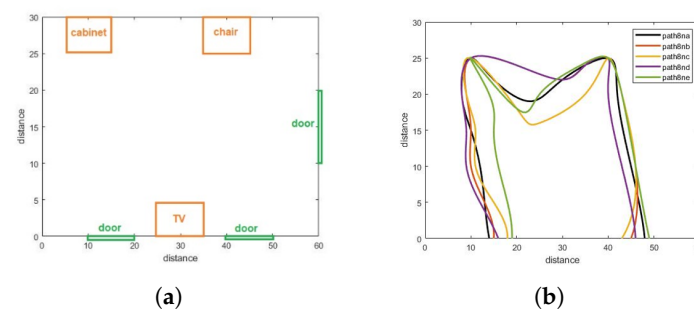 30
25
20
15
10
5
0
distance
cabinet
chair
door
TV
door
door
0
10
20
30
40
50
60
distance
(a)
30
25
20
15
10
5
0
distance
path8na
path8nb
path8nc
path8nd
path8ne
0
10
20
30
40
50
distance
(b)